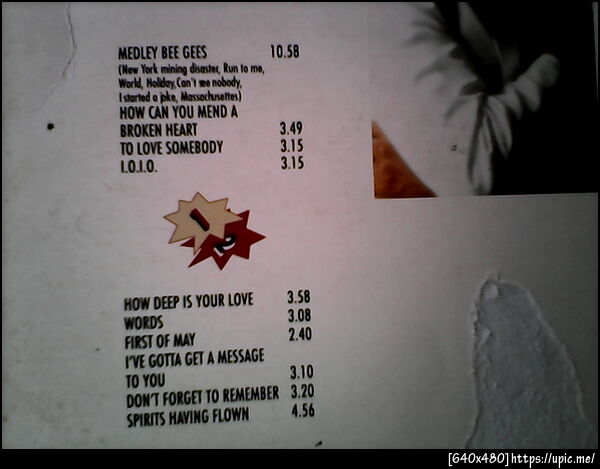 MEDLEY BEE GEES 10.58
(New York mining disaster, Run to me,
World, Holiday,Can't see nobody,
I started a joke, Massachusettes)
HOW CAN YOU MEND A
BROKEN HEART 3.49
TO LOVE SOMEBODY 3.15
I.O.I.O. 3.15
1
2
HOW DEEP IS YOUR LOVE 3.58
WORDS 3.08
FIRST OF MAY 2.40
I'VE GOTTA GET A MESSAGE
TO YOU 3.10
DON'T FORGET TO REMEMBER 3.20
SPIRITS HAVING FLOWN 4.56
[640x480]https://upic.me/